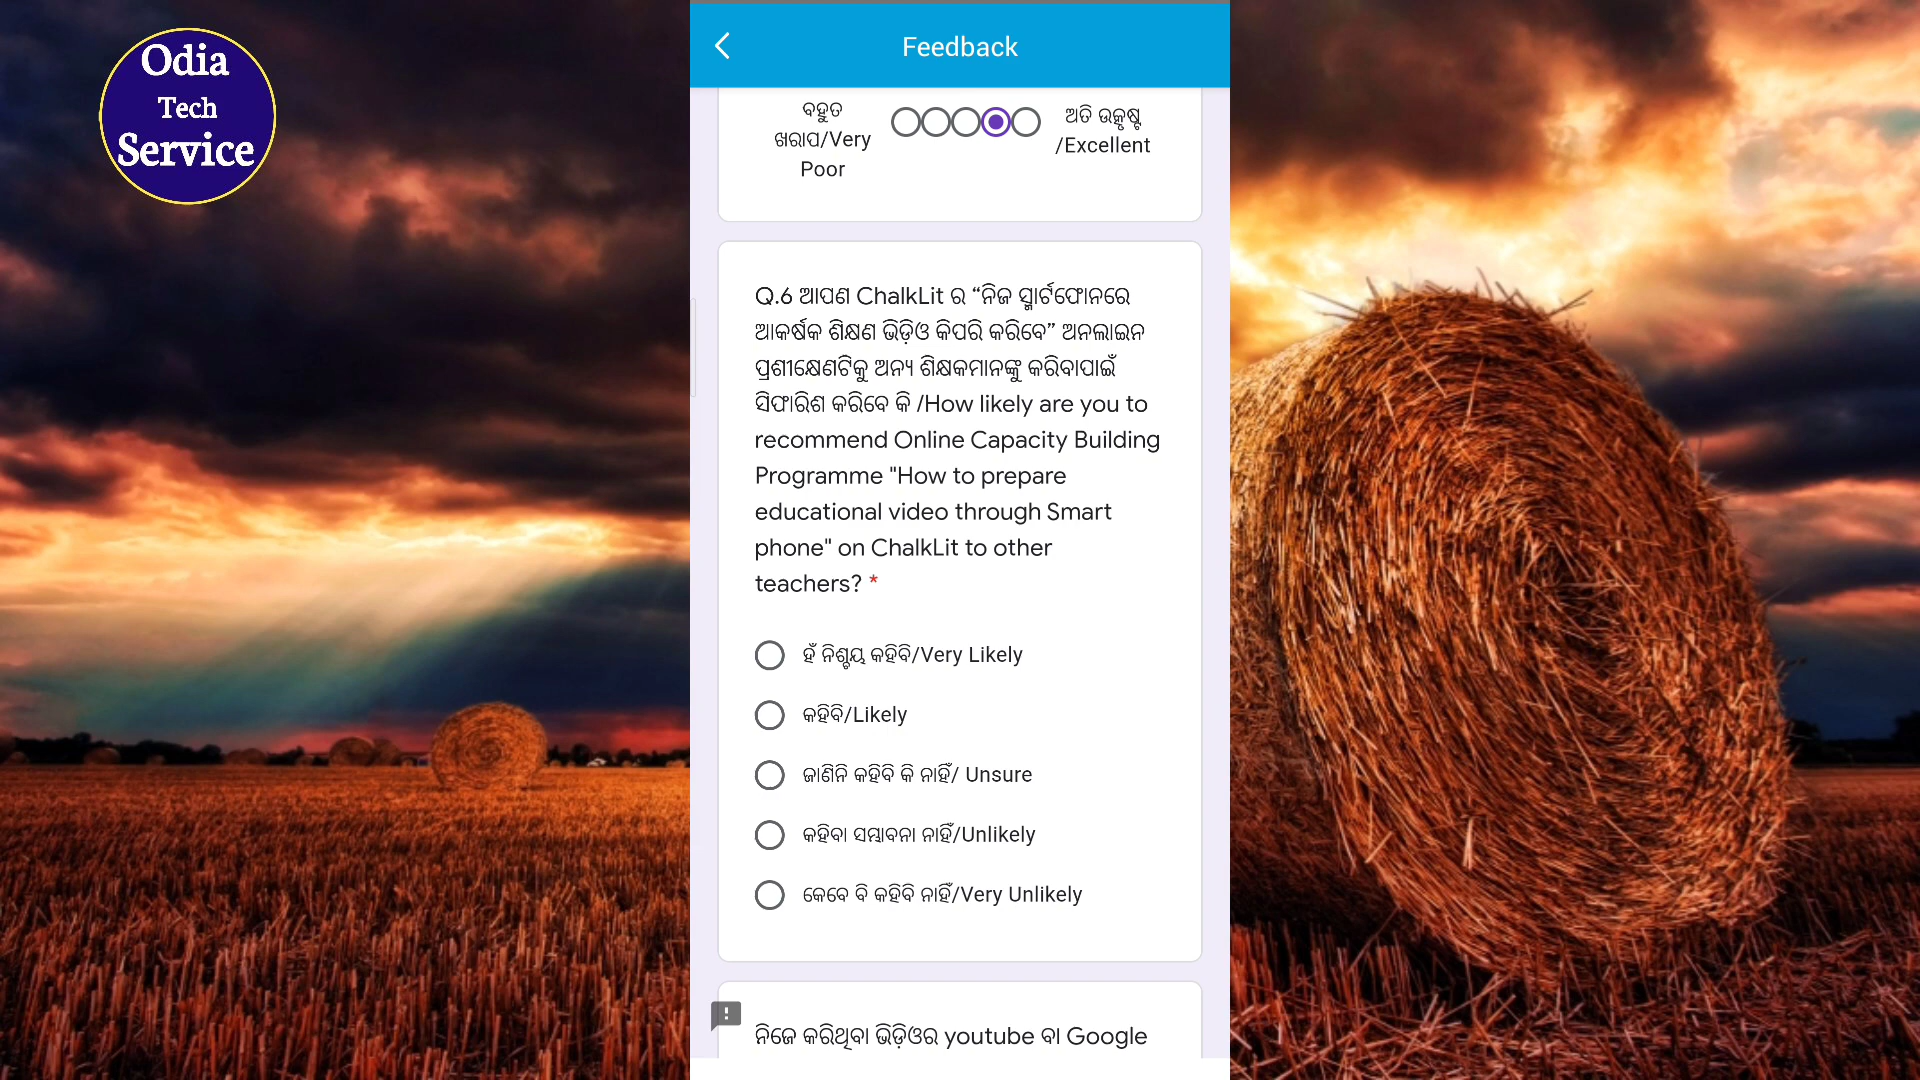 Odia
Tech
Service
Feedback
ବହୁତ
ଖରାପ/Very
Poor
ଅତି ଉତ୍କୃଷ୍ଟ
/Excellent
Q.6 ଆପଣ ChalkLit ର “ନିଜ ସ୍ମାର୍ଟଫୋନରେ
ଆକର୍ଷକ ଶିକ୍ଷଣ ଭିଡ଼ିଓ କିପରି କରିବେ” ଅନଲାଇନ
ପ୍ରଶୀକ୍ଷେଣଟିକୁ ଅନ୍ୟ ଶିକ୍ଷକମାନଙ୍କୁ କରିବାପାଇଁ
ସିଫାରିଶ କରିବେ କି /How likely are you to
recommend Online Capacity Building
Programme "How to prepare
educational video through Smart
phone" on ChalkLit to other
teachers? *
ହଁ ନିଶ୍ଚୟ କହିବି/Very Likely
କହିବି/Likely
ଜାଣିନି କହିବି କି ନାହିଁ/ Unsure
କହିବା ସମ୍ଭାବନା ନାହିଁ/Unlikely
କେବେ ବି କହିବି ନାହିଁ/Very Unlikely
ନିଜେ କରିଥିବା ଭିଡ଼ିଓର youtube ବା Google